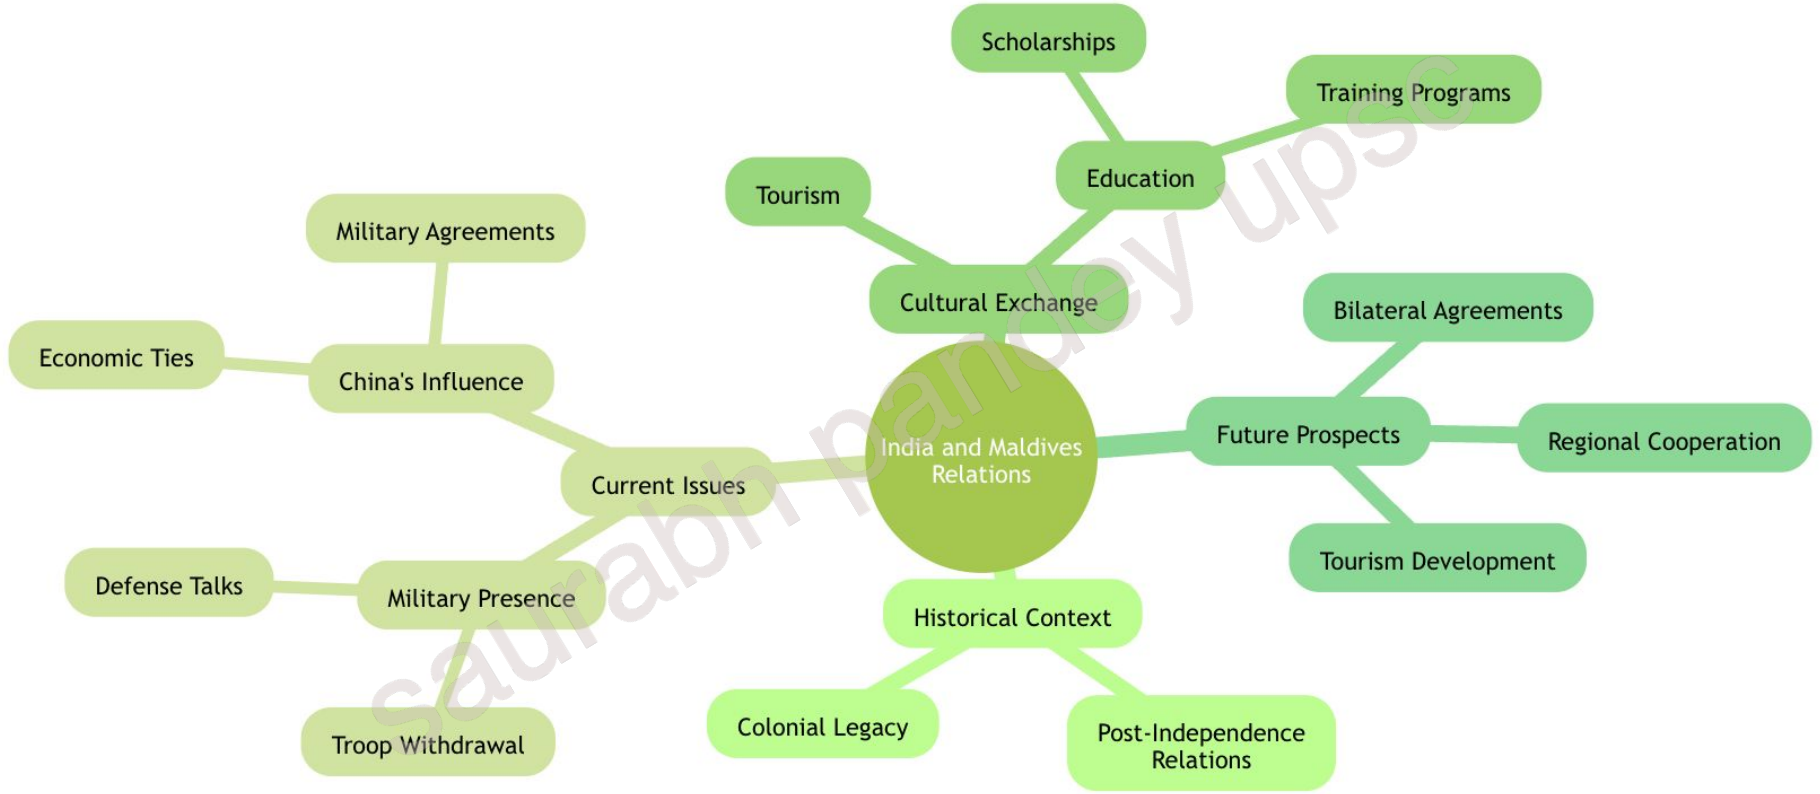 Scholarships
Training Programs
Education
Tourism
Cultural Exchange
Military Agreements
Economic Ties
China's Influence
Current Issues
Defense Talks
Military Presence
Troop Withdrawal
India and Maldives
Relations
Bilateral Agreements
Future Prospects
Regional Cooperation
Tourism Development
Historical Context
Colonial Legacy
Post-Independence
Relations
saurabh pandey upsc